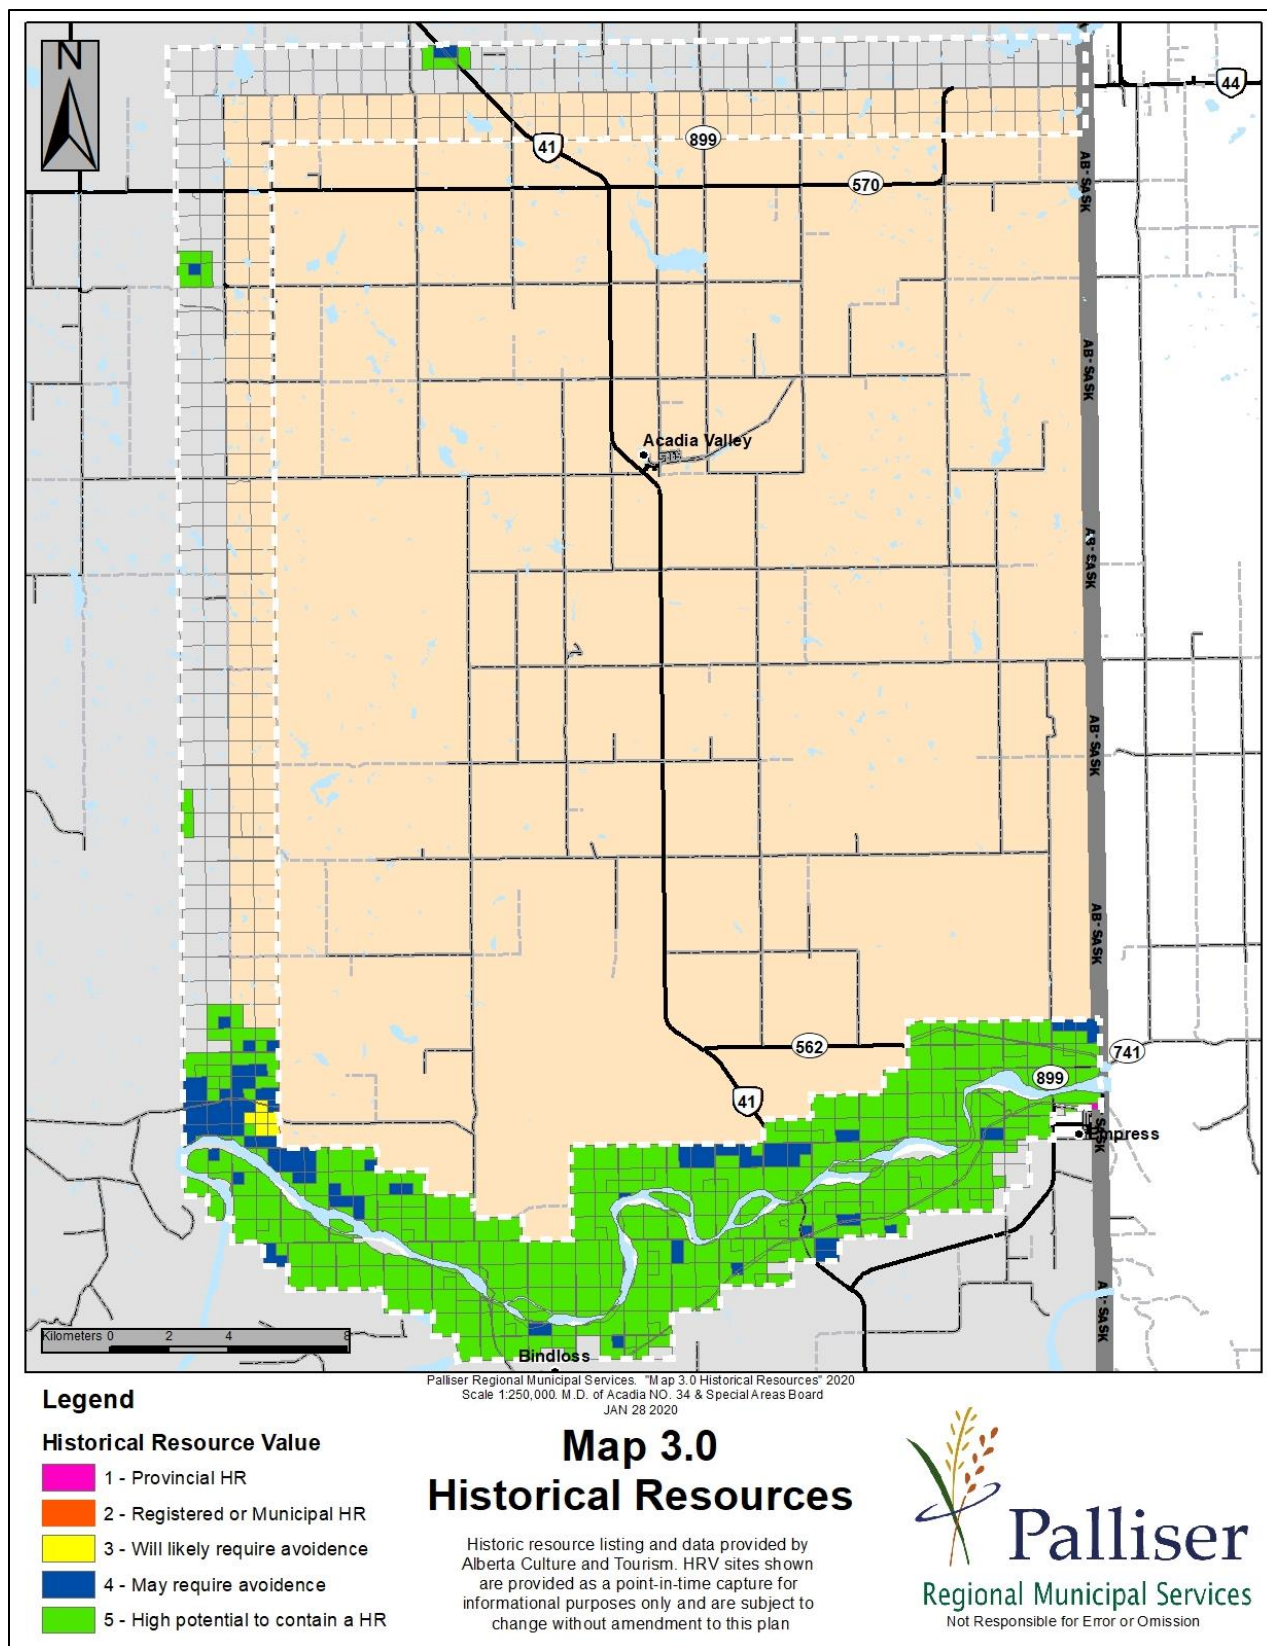 N
44
41
899
570
AB-SASK
AB-SASK
Acadia Valley
AB-SASK
AB-SASK
AB-SASK
562
741
899
41
SASK
Empress
AB-SASK
Kilometers 0 2 4 8
Bindloss
Palliser Regional Municipal Services. "Map 3.0 Historical Resources" 2020
Scale 1:250,000. M.D. of Acadia NO. 34 & Special Areas Board
JAN 28 2020
Legend
Historical Resource Value
1 - Provincial HR
2 - Registered or Municipal HR
3 - Will likely require avoidence
4 - May require avoidence
5 - High potential to contain a HR
Map 3.0
Historical Resources
Historic resource listing and data provided by
Alberta Culture and Tourism. HRV sites shown
are provided as a point-in-time capture for
informational purposes only and are subject to
change without amendment to this plan
Palliser
Regional Municipal Services
Not Responsible for Error or Omission